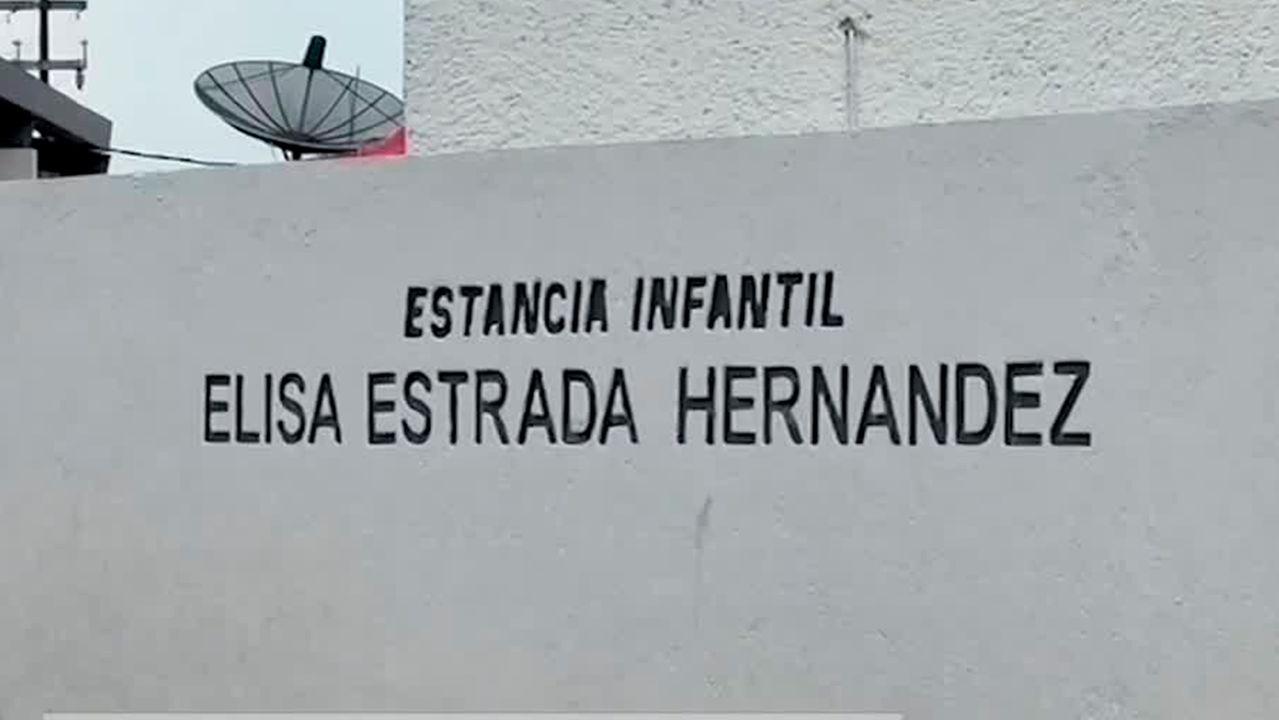 ESTANCIA INFANTIL
ELISA ESTRADA HERNANDEZ